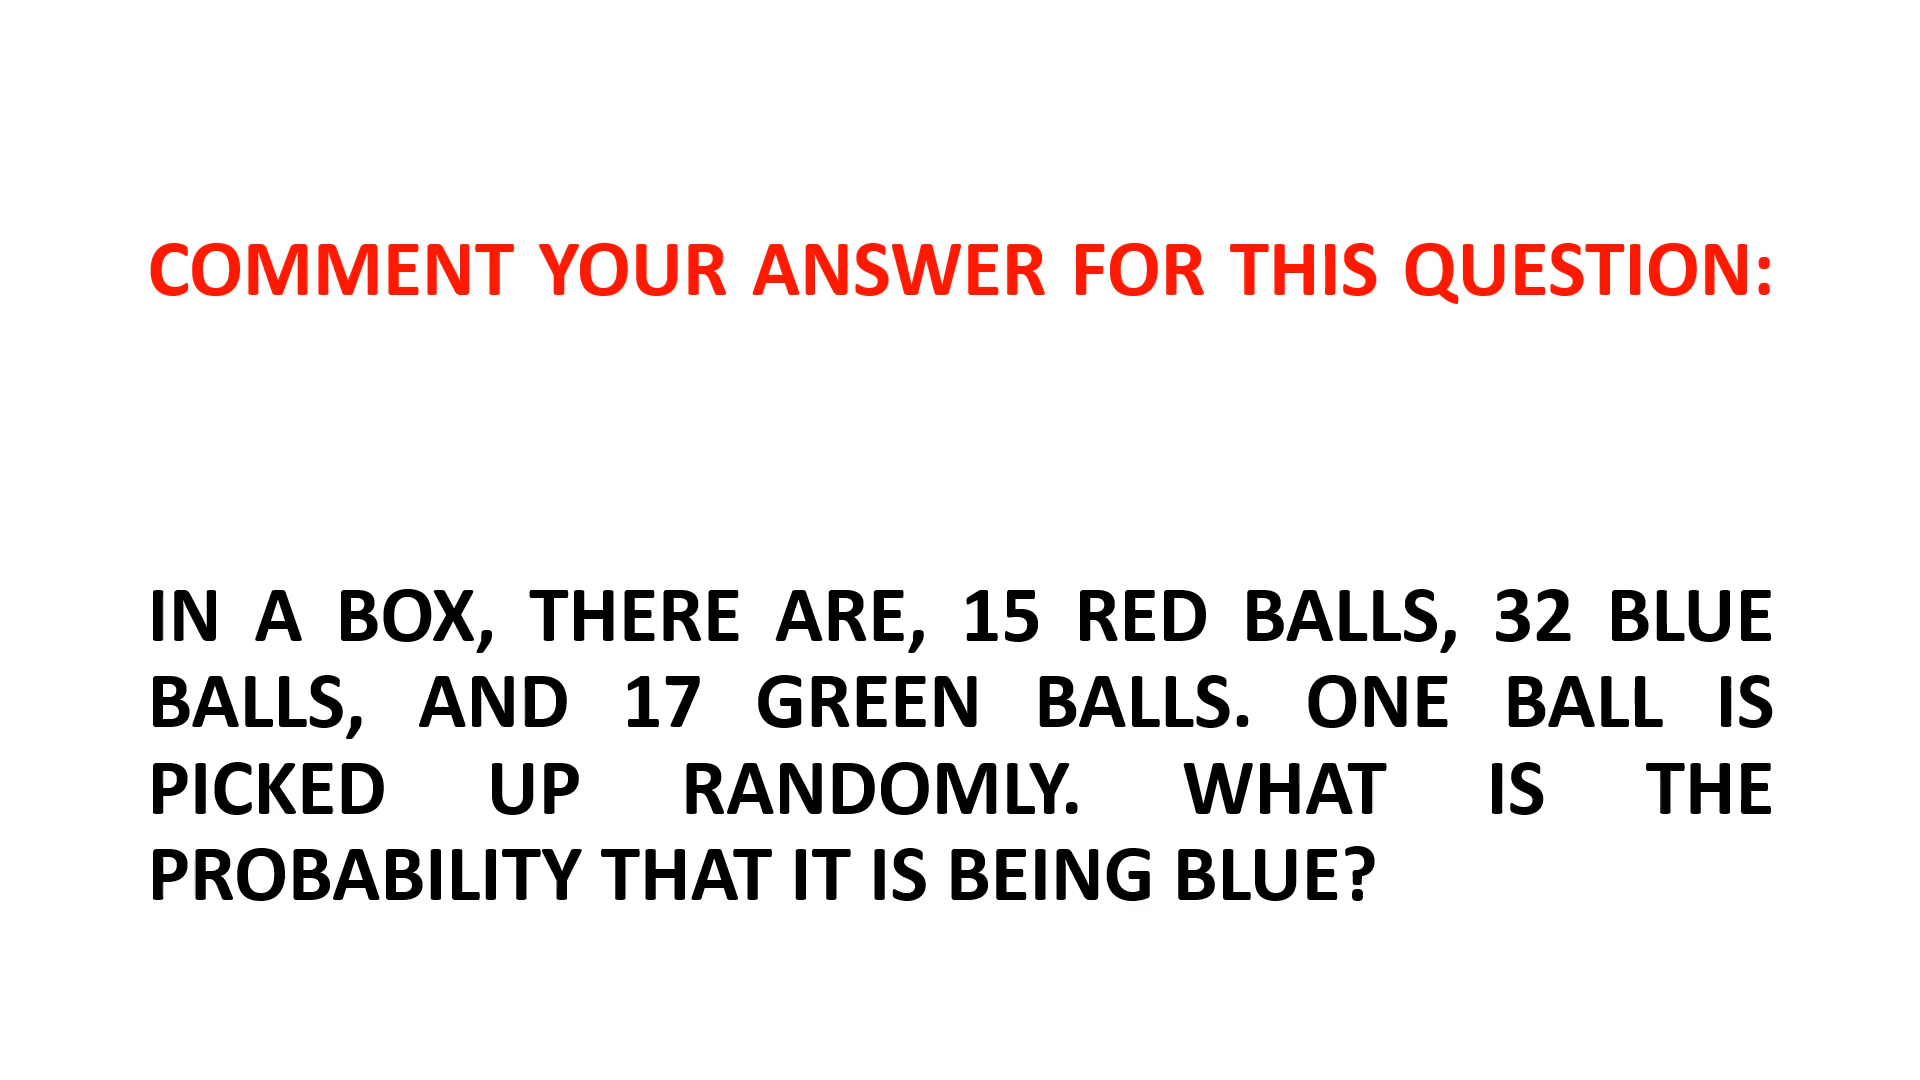 COMMENT YOUR ANSWER FOR THIS QUESTION:
IN A BOX, THERE ARE, 15 RED BALLS, 32 BLUE
BALLS, AND 17 GREEN BALLS. ONE BALL IS
PICKED UP RANDOMLY. WHAT IS THE
PROBABILITY THAT IT IS BEING BLUE?